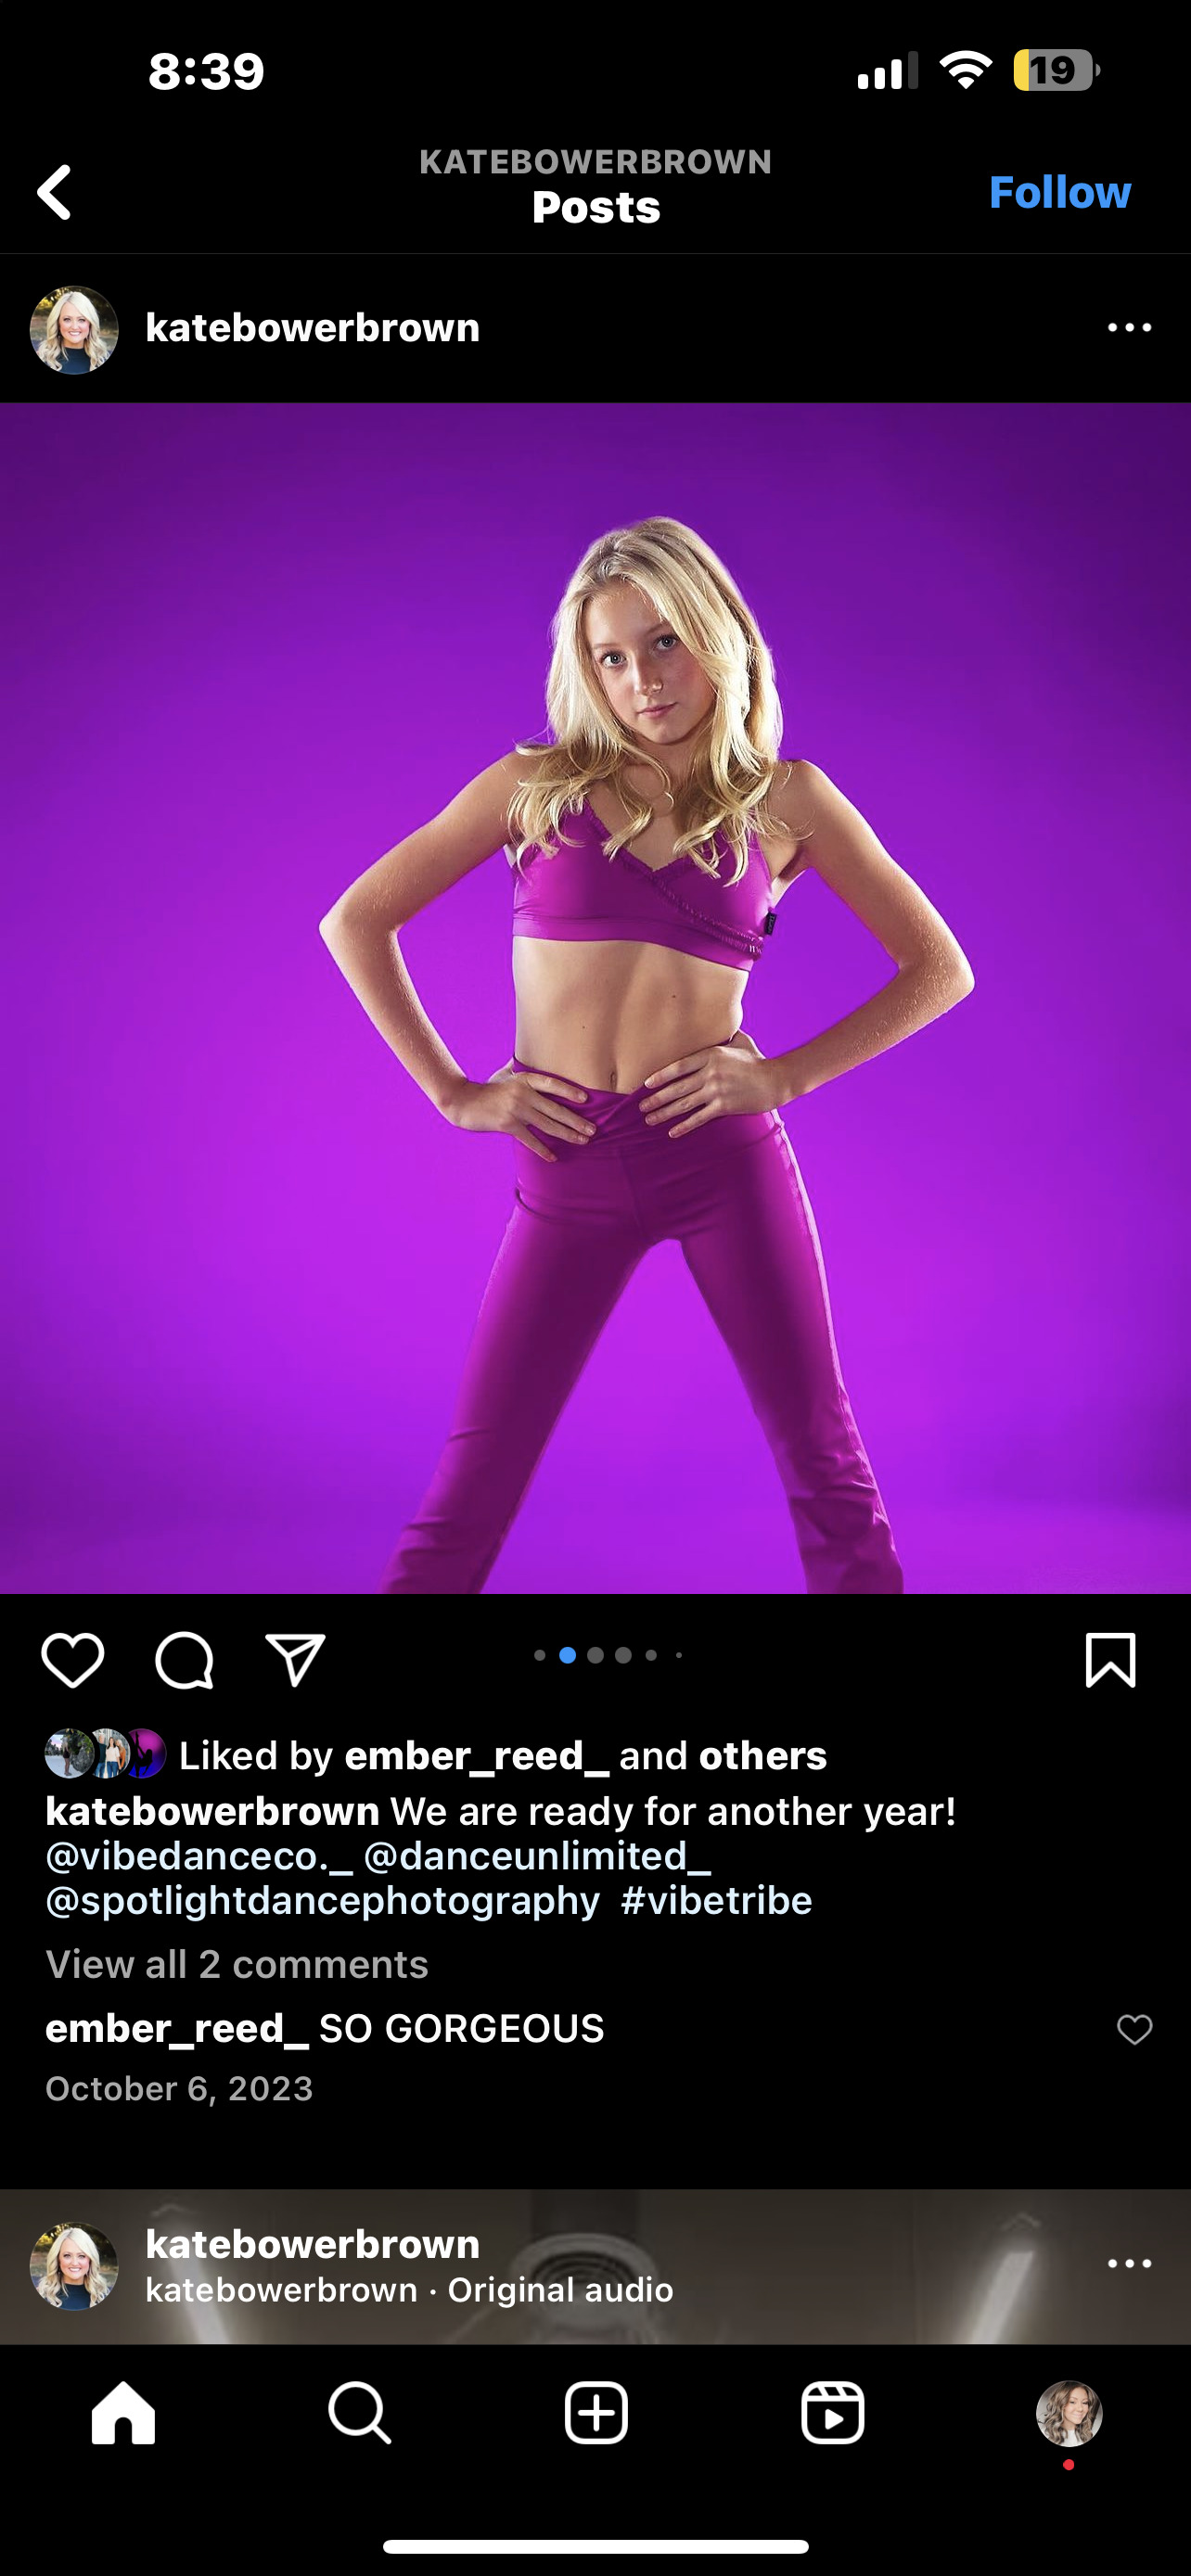 8:39
19
KATEBOWERBROWN
Posts
Follow
katebowerbrown
Liked by ember_reed_ and others
katebowerbrown We are ready for another year!
@vibedanceco._ @danceunlimited_
@spotlightdancephotography #vibetribe
View all 2 comments
ember_reed_ SO GORGEOUS
October 6, 2023
katebowerbrown
katebowerbrown · Original audio